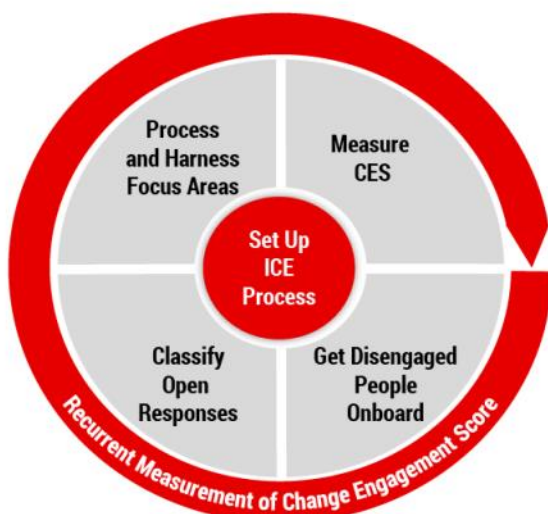 Process
and Harness
Focus Areas
Measure
CES
Set Up
ICE
Process
Classify
Open
Responses
Get Disengaged
People
Onboard
Recurrent Measurement of Change Engagement Score